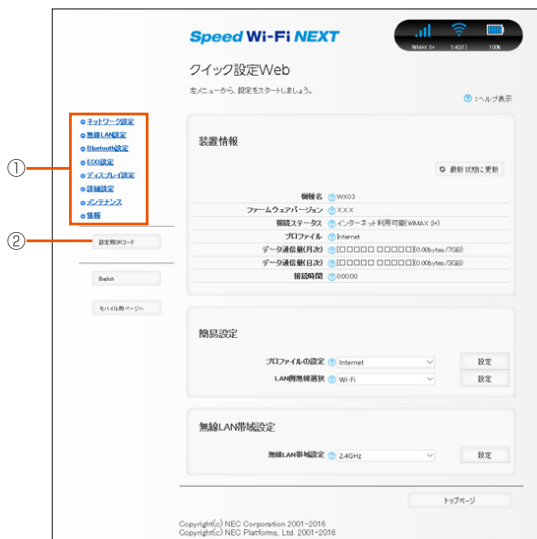 Speed Wi-Fi NEXT
WiMAX 2+ 2.4GHz 100%
クイック設定Web
左メニューから、設定をスタートしましょう。
?:ヘルプ表示
①
ネットワーク設定
無線LAN設定
Bluetooth設定
ECO設定
ディスプレイ設定
詳細設定
メンテナンス
情報
②
設定用QRコード
English
モバイル用ページへ
装置情報
最新状態に更新
機種名 ? WX03
ファームウェアバージョン ? X.X.X
接続ステータス ? インターネット利用可能(WiMAX 2+)
プロファイル ? Internet
データ通信量(月次) ? [□□□□□ □□□□□](0.00bytes/7GB)
データ通信量(日次) ? [□□□□□ □□□□□](0.00bytes/3GB)
接続時間 ? 0:00:00
簡易設定
プロファイルの設定 ? Internet 設定
LAN側無線選択 ? Wi-Fi 設定
無線LAN帯域設定
無線LAN帯域設定 ? 2.4GHz 設定
トップページ
Copyright(c) NEC Corporation 2001-2016
Copyright(c) NEC Platforms, Ltd. 2001-2016